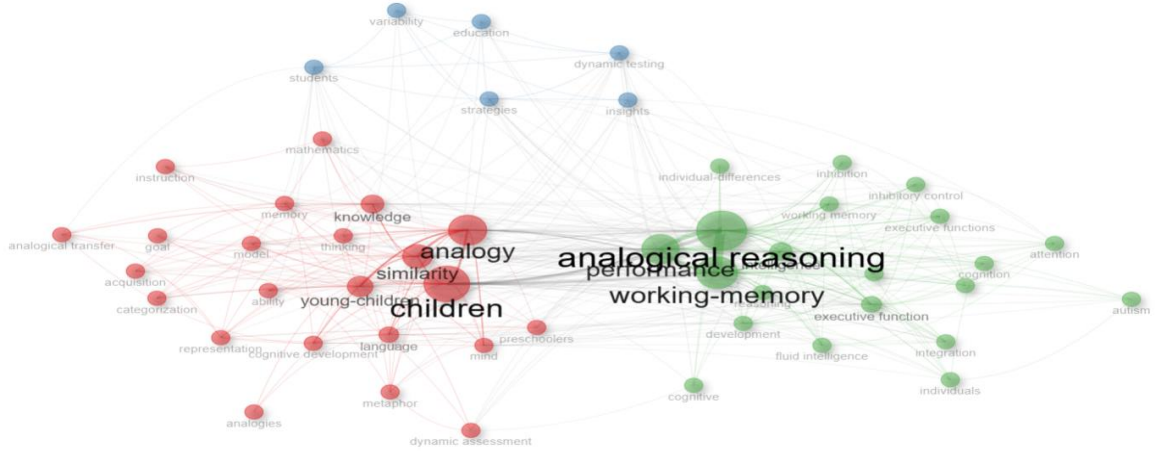 variability
education
dynamic testing
students
strategies
insights
mathematics
instruction
individual-differences
inhibition
inhibitory control
memory
knowledge
working memory
executive functions
analogical transfer
goal
model
thinking
analogy
analogical reasoning
attention
acquisition
similarity
performance
intelligence
cognition
categorization
ability
young-children
children
working-memory
reasoning
executive function
autism
representation
cognitive development
language
mind
preschoolers
development
fluid intelligence
integration
individuals
metaphor
cognitive
analogies
dynamic assessment